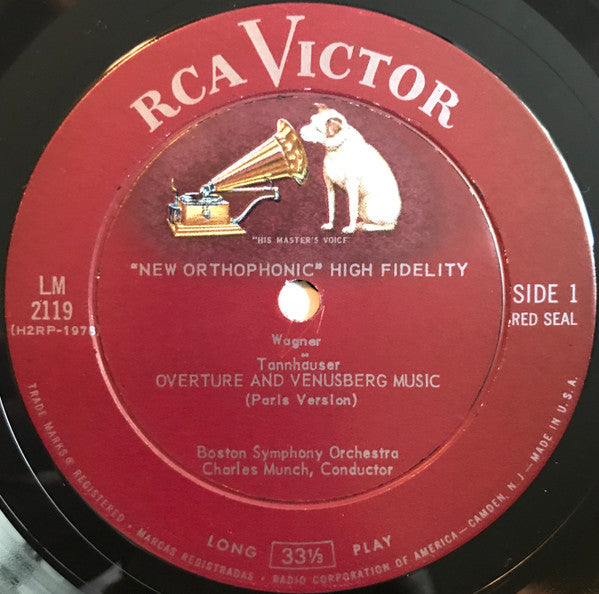 RCA VICTOR
"HIS MASTER'S VOICE"
"NEW ORTHOPHONIC" HIGH FIDELITY
LM
2119
(H2RP-1978)
SIDE 1
RED SEAL
Wagner
Tannhäuser
OVERTURE AND VENUSBERG MUSIC
(Paris Version)
Boston Symphony Orchestra
Charles Munch, Conductor
LONG 33⅓ PLAY
TRADE MARKS ® REGISTERED • MARCAS REGISTRADAS • RADIO CORPORATION OF AMERICA—CAMDEN, N. J.—MADE IN U.S.A.